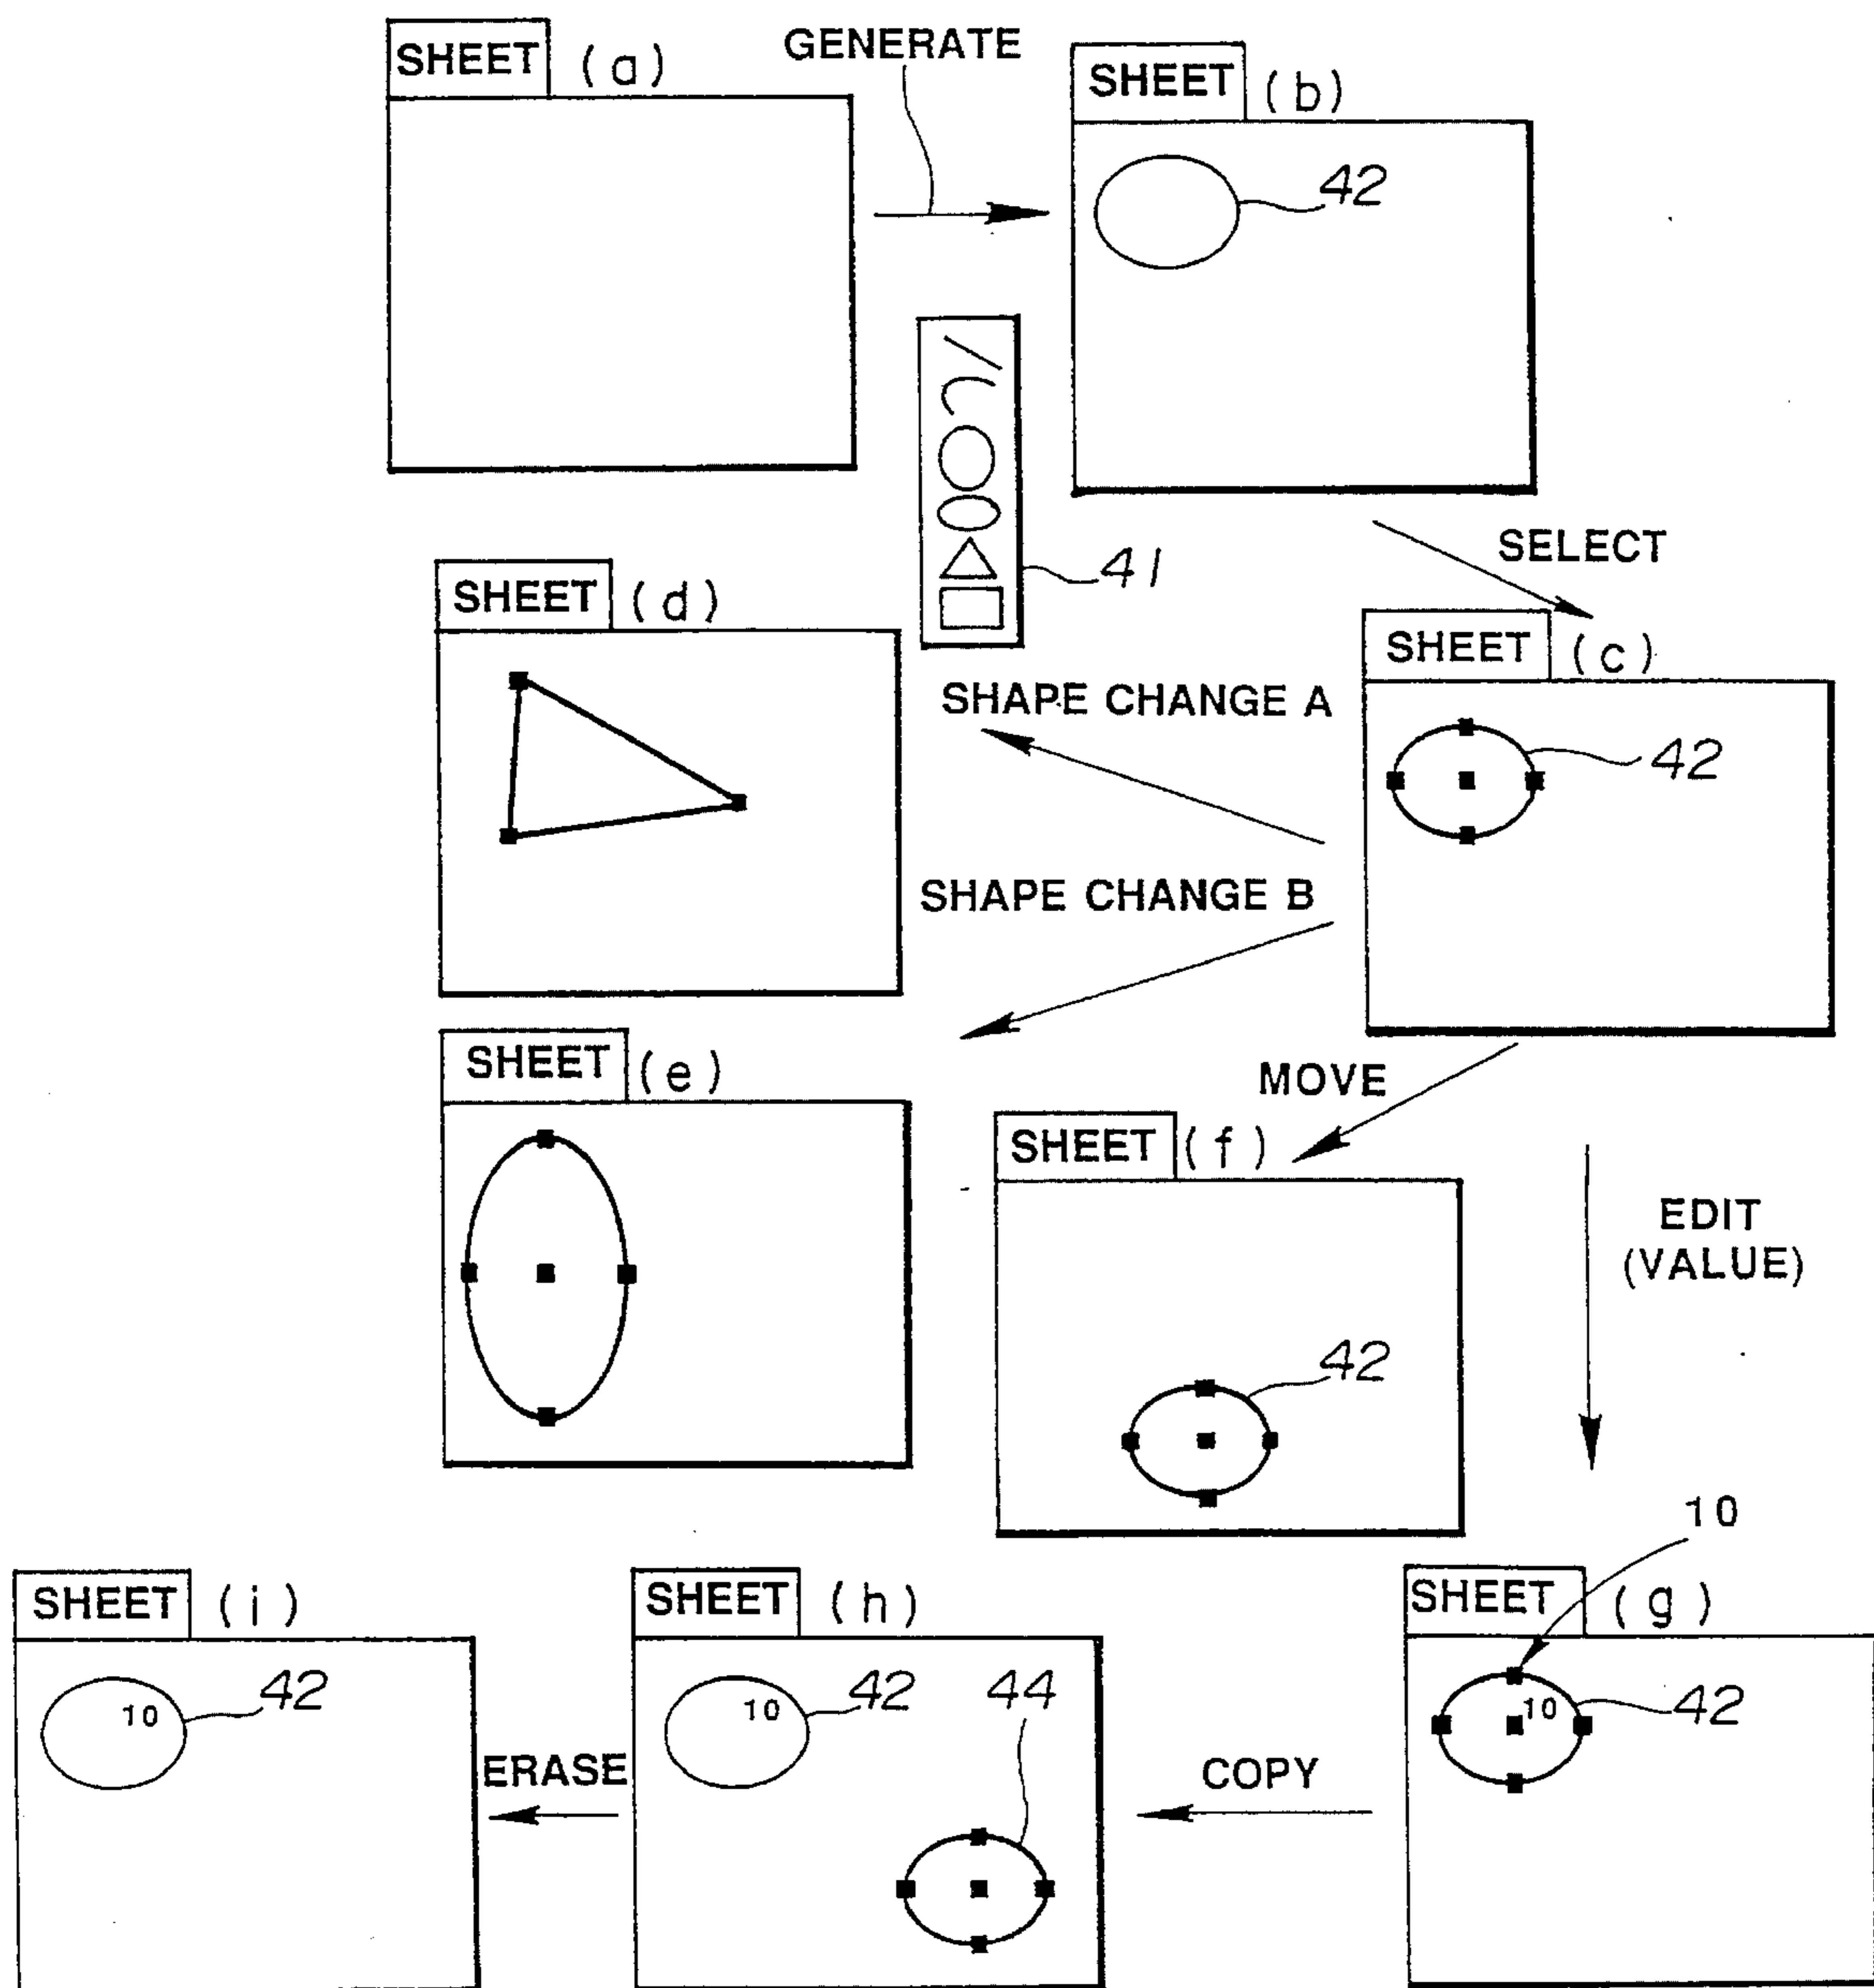 SHEET (a)
GENERATE
SHEET (b)
42
41
SELECT
SHEET (d)
SHEET (c)
SHAPE CHANGE A
42
SHAPE CHANGE B
SHEET (e)
MOVE
SHEET (f)
EDIT
(VALUE)
42
10
SHEET (i)
SHEET (h)
SHEET (g)
10 42
10 42
44
10 42
ERASE
COPY